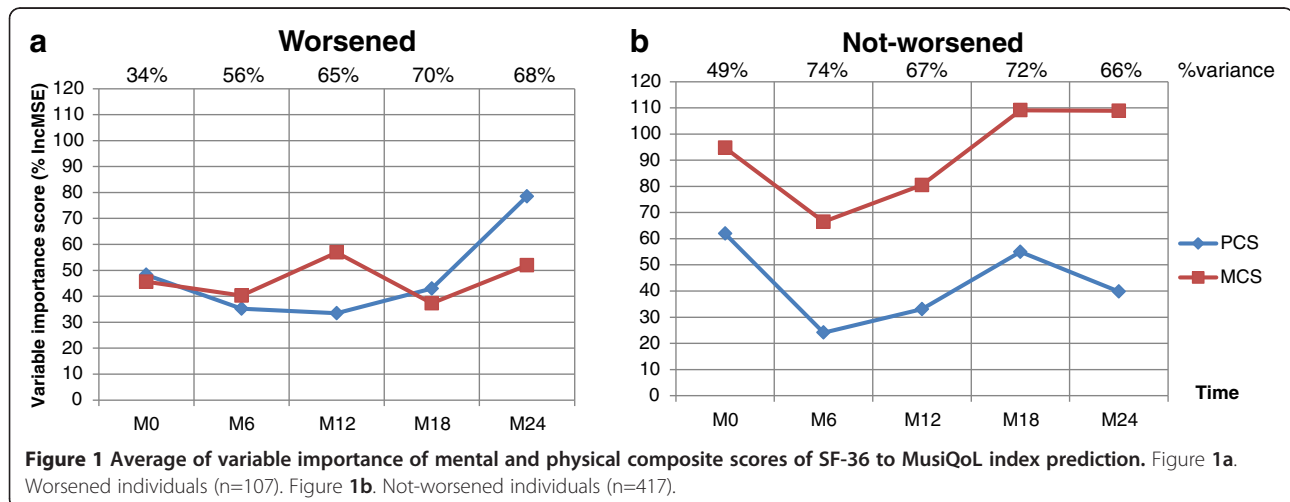 a Worsened
34% 56% 65% 70% 68%
Variable importance score (% IncMSE)
120
110
100
90
80
70
60
50
40
30
20
10
0
M0 M6 M12 M18 M24
b Not-worsened
49% 74% 67% 72% 66% %variance
120
110
100
90
80
70
60
50
40
30
20
10
0
Time
M0 M6 M12 M18 M24
PCS
MCS
Figure 1 Average of variable importance of mental and physical composite scores of SF-36 to MusiQoL index prediction. Figure 1a.
Worsened individuals (n=107). Figure 1b. Not-worsened individuals (n=417).